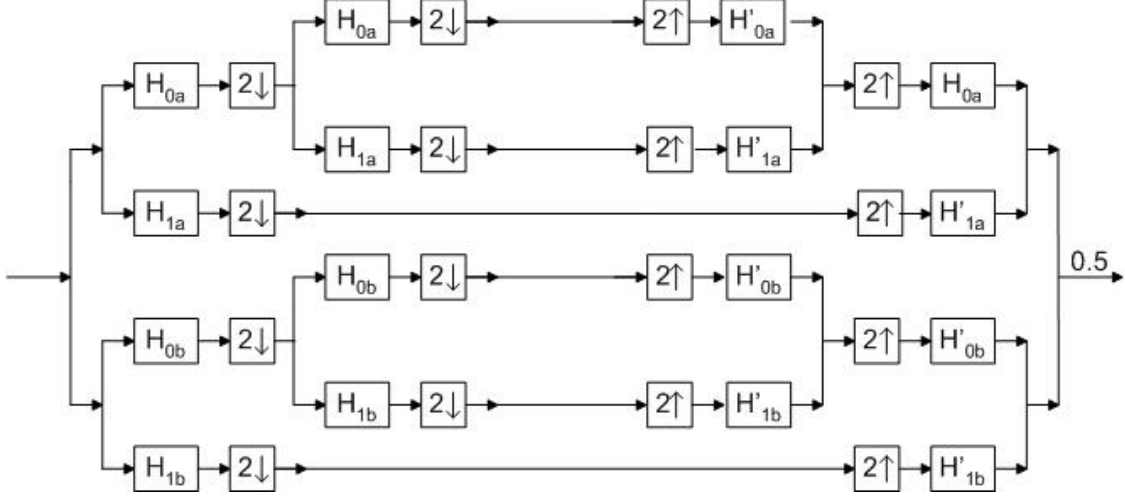 H0a 2↓ 2↑ H'0a
H0a 2↓ 2↑ H0a
H1a 2↓ 2↑ H'1a
H1a 2↓ 2↑ H'1a
H0b 2↓ 2↑ H'0b
0.5
H0b 2↓ 2↑ H'0b
H1b 2↓ 2↑ H'1b
H1b 2↓ 2↑ H'1b